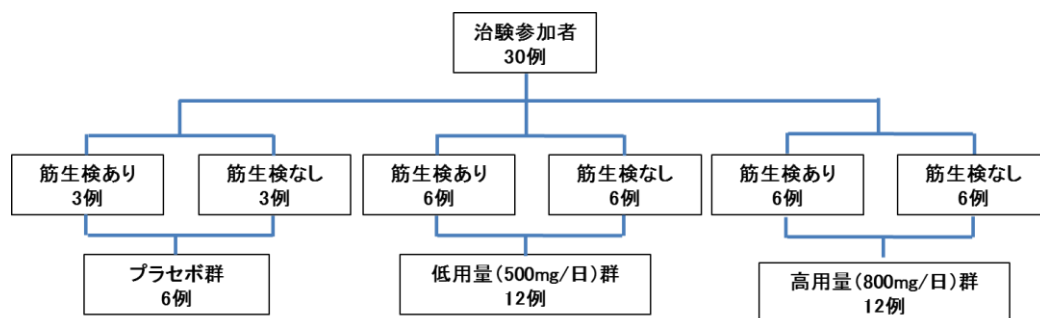 治験参加者
30例
筋生検あり
3例
筋生検なし
3例
筋生検あり
6例
筋生検なし
6例
筋生検あり
6例
筋生検なし
6例
プラセボ群
6例
低用量(500mg/日)群
12例
高用量(800mg/日)群
12例